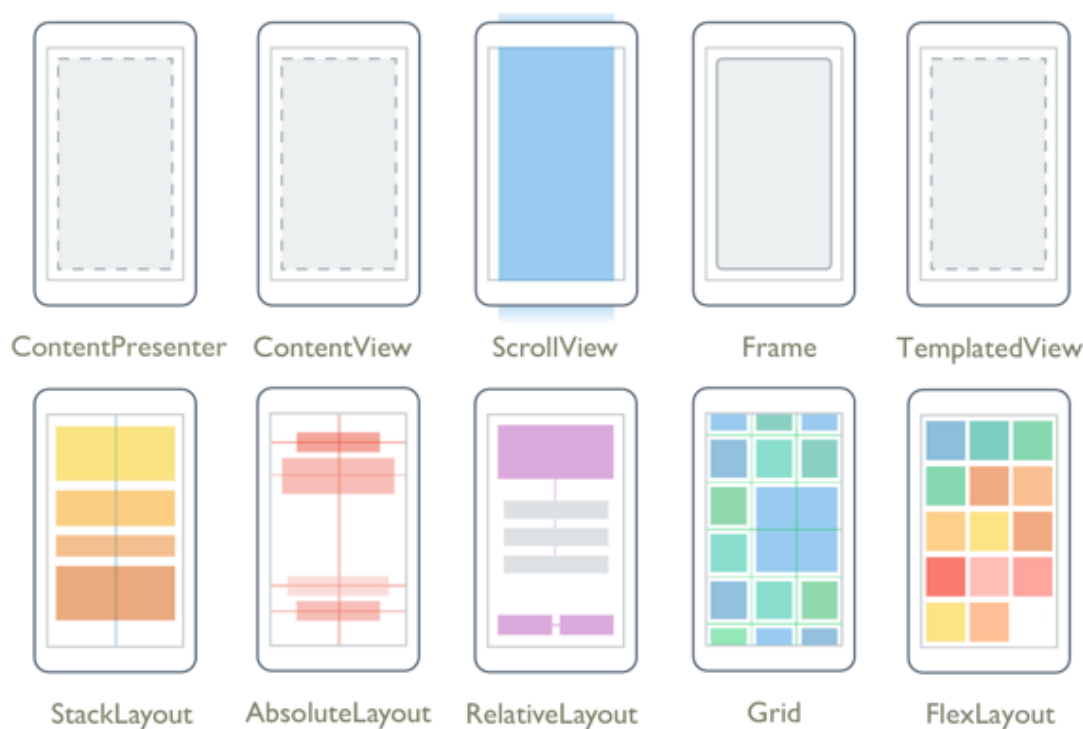 ContentPresenter ContentView ScrollView Frame TemplatedView
StackLayout AbsoluteLayout RelativeLayout Grid FlexLayout